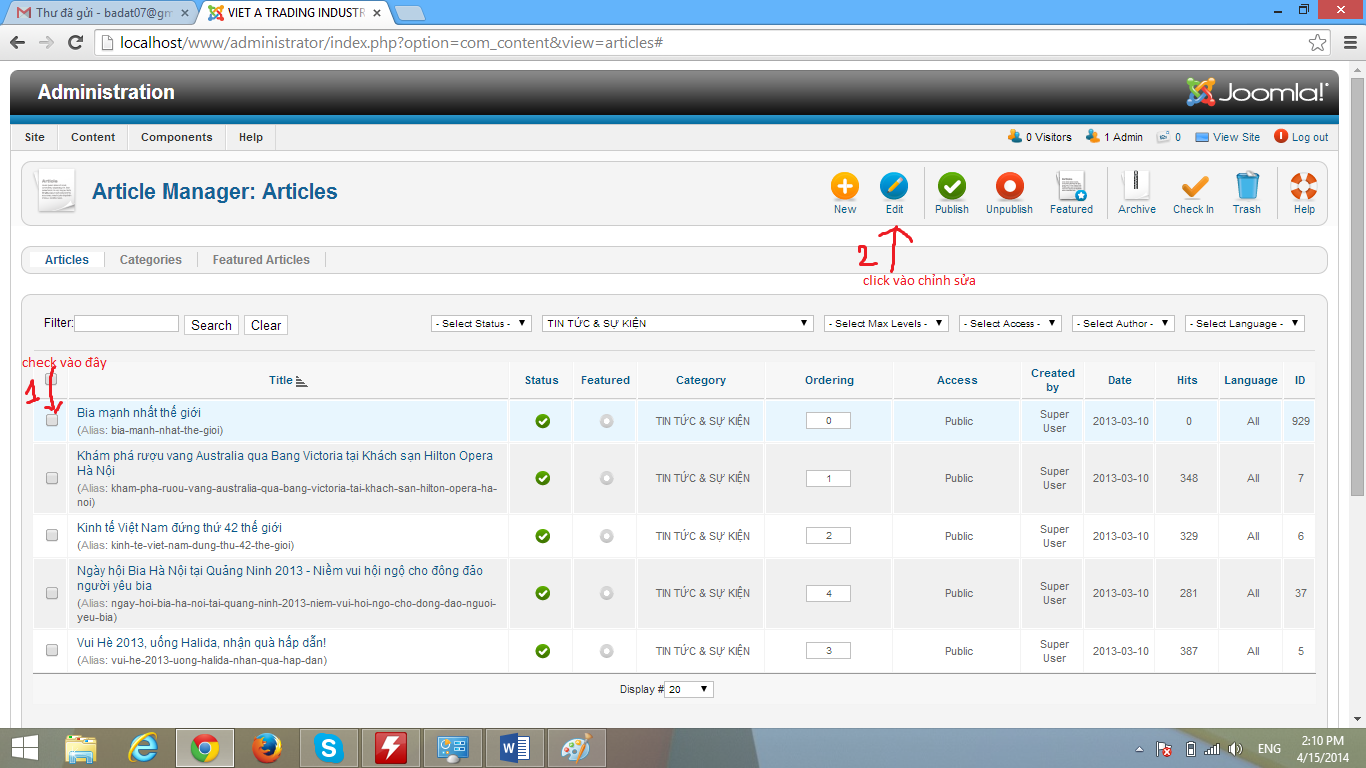 Thư đã gửi - badat07@gm
VIET A TRADING INDUSTR
localhost/www/administrator/index.php?option=com_content&view=articles#
Administration
Joomla!®
Site Content Components Help
0 Visitors 1 Admin 0 View Site Log out
Article Manager: Articles
New Edit Publish Unpublish Featured Archive Check In Trash Help
2
click vào chỉnh sửa
Articles Categories Featured Articles
Filter: Search Clear
- Select Status - TIN TỨC & SỰ KIỆN - Select Max Levels - - Select Access - - Select Author - - Select Language -
check vào đây
1
Title Status Featured Category Ordering Access Created by Date Hits Language ID
Bia mạnh nhất thế giới
(Alias: bia-manh-nhat-the-gioi)
TIN TỨC & SỰ KIỆN 0 Public Super User 2013-03-10 0 All 929
Khám phá rượu vang Australia qua Bang Victoria tại Khách sạn Hilton Opera
Hà Nội
(Alias: kham-pha-ruou-vang-australia-qua-bang-victoria-tai-khach-san-hilton-opera-ha-
noi)
TIN TỨC & SỰ KIỆN 1 Public Super User 2013-03-10 348 All 7
Kinh tế Việt Nam đứng thứ 42 thế giới
(Alias: kinh-te-viet-nam-dung-thu-42-the-gioi)
TIN TỨC & SỰ KIỆN 2 Public Super User 2013-03-10 329 All 6
Ngày hội Bia Hà Nội tại Quảng Ninh 2013 - Niềm vui hội ngộ cho đông đảo
người yêu bia
(Alias: ngay-hoi-bia-ha-noi-tai-quang-ninh-2013-niem-vui-hoi-ngo-cho-dong-dao-nguoi-
yeu-bia)
TIN TỨC & SỰ KIỆN 4 Public Super User 2013-03-10 281 All 37
Vui Hè 2013, uống Halida, nhận quà hấp dẫn!
(Alias: vui-he-2013-uong-halida-nhan-qua-hap-dan)
TIN TỨC & SỰ KIỆN 3 Public Super User 2013-03-10 387 All 5
Display # 20
ENG
2:10 PM
4/15/2014